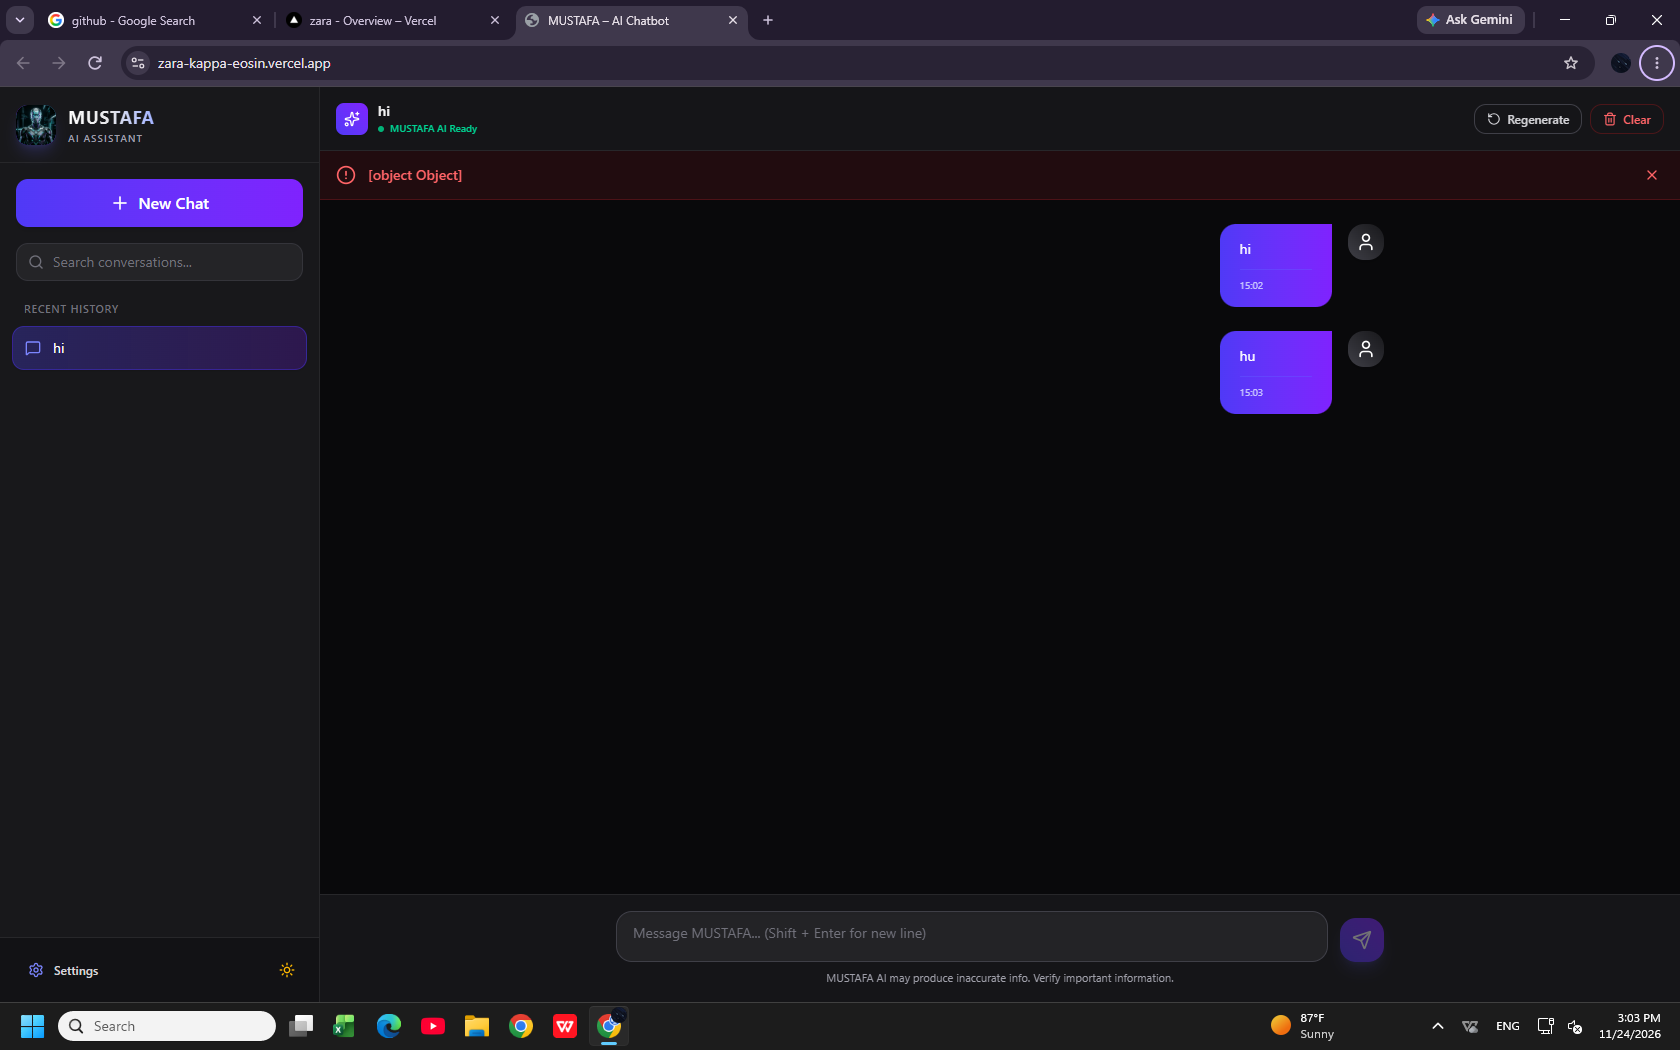 github - Google Search
zara - Overview – Vercel
MUSTAFA – AI Chatbot
Ask Gemini
zara-kappa-eosin.vercel.app
MUSTAFA
AI ASSISTANT
New Chat
Search conversations...
RECENT HISTORY
hi
Settings
hi
MUSTAFA AI Ready
Regenerate
Clear
[object Object]
hi
15:02
hu
15:03
Message MUSTAFA... (Shift + Enter for new line)
MUSTAFA AI may produce inaccurate info. Verify important information.
Search
87°F
Sunny
ENG
3:03 PM
11/24/2026